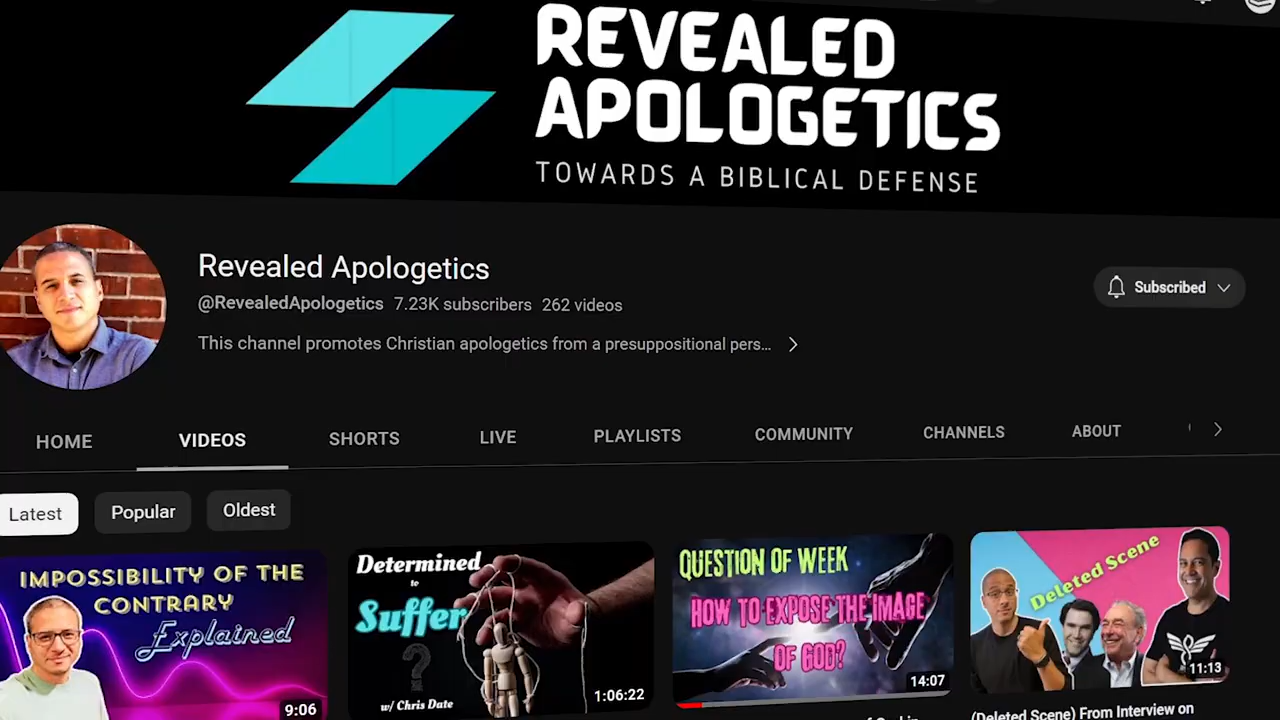 REVEALED
APOLOGETICS
TOWARDS A BIBLICAL DEFENSE
Revealed Apologetics
@RevealedApologetics 7.23K subscribers 262 videos
This channel promotes Christian apologetics from a presuppositional pers...
Subscribed
HOME VIDEOS SHORTS LIVE PLAYLISTS COMMUNITY CHANNELS ABOUT
Latest Popular Oldest
IMPOSSIBILITY OF THE
CONTRARY
Explained
9:06
Determined
to
Suffer
?
w/ Chris Date
1:06:22
QUESTION OF WEEK
HOW TO EXPOSE THE IMAGE
OF GOD?
14:07
Deleted Scene
11:13
(Deleted Scene) From Interview on